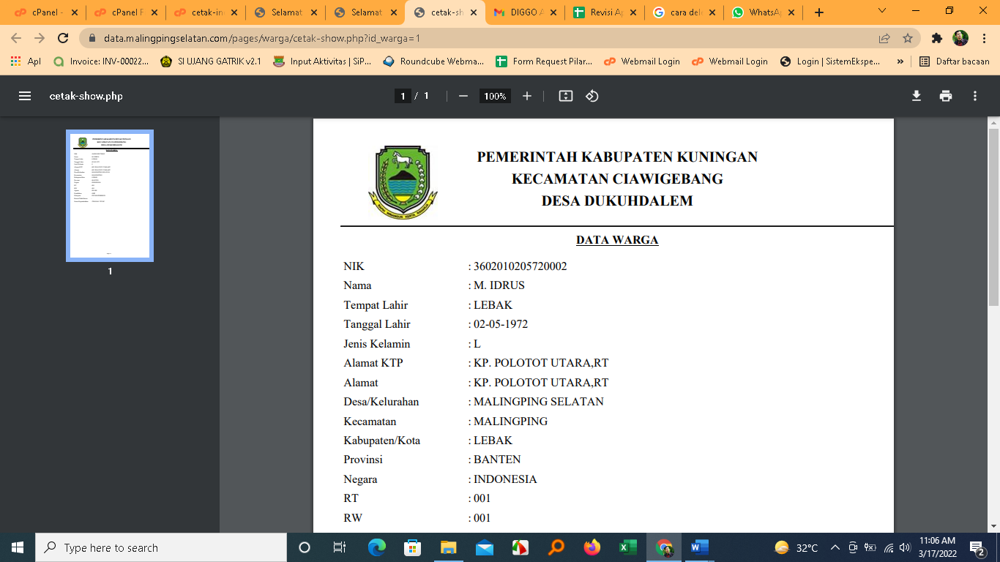 cPanel -
cPanel F
cetak-in
Selamat
Selamat
cetak-sh
DIGGO A
Revisi Ap
cara dele
WhatsAp
data.malingpingselatan.com/pages/warga/cetak-show.php?id_warga=1
Apl
Invoice: INV-00022...
SI UJANG GATRIK v2.1
Input Aktivitas | SiP...
Roundcube Webma...
Form Request Pilar...
Webmail Login
Webmail Login
Login | SistemEkspe...
»
Daftar bacaan
cetak-show.php
1 / 1
100%
1
PEMERINTAH KABUPATEN KUNINGAN
KECAMATAN CIAWIGEBANG
DESA DUKUHDALEM
DATA WARGA
NIK : 3602010205720002
Nama : M. IDRUS
Tempat Lahir : LEBAK
Tanggal Lahir : 02-05-1972
Jenis Kelamin : L
Alamat KTP : KP. POLOTOT UTARA,RT
Alamat : KP. POLOTOT UTARA,RT
Desa/Kelurahan : MALINGPING SELATAN
Kecamatan : MALINGPING
Kabupaten/Kota : LEBAK
Provinsi : BANTEN
Negara : INDONESIA
RT : 001
RW : 001
Type here to search
32°C
11:06 AM
3/17/2022
2